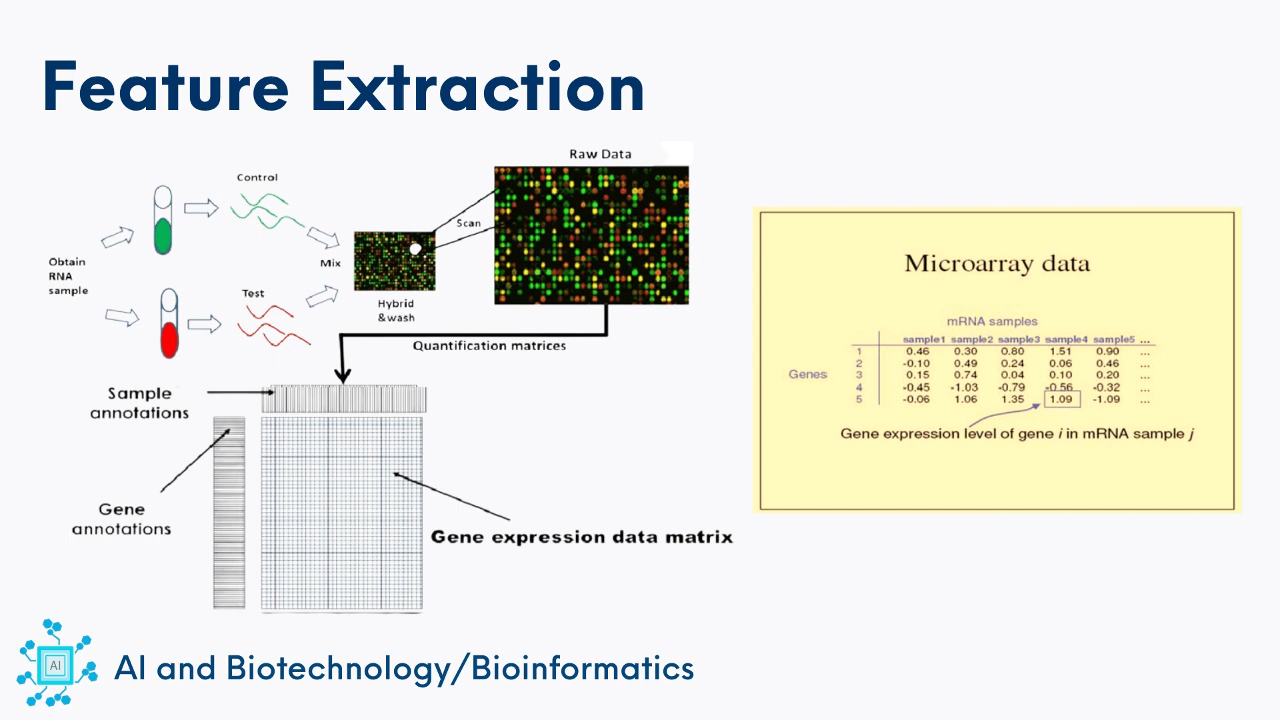 Feature Extraction
Raw Data
Control
Scan
Obtain
RNA
sample
Mix
Test
Hybrid
&wash
Quantification matrices
Sample
annotations
Gene
annotations
Gene expression data matrix
Microarray data
mRNA samples
sample1 sample2 sample3 sample4 sample5 ...
Genes
1 0.46 0.30 0.80 1.51 0.90 ...
2 -0.10 0.49 0.24 0.06 0.46 ...
3 0.15 0.74 0.04 0.10 0.20 ...
4 -0.45 -1.03 -0.79 -0.56 -0.32 ...
5 -0.06 1.06 1.35 1.09 -1.09 ...
Gene expression level of gene i in mRNA sample j
AI
AI and Biotechnology/Bioinformatics